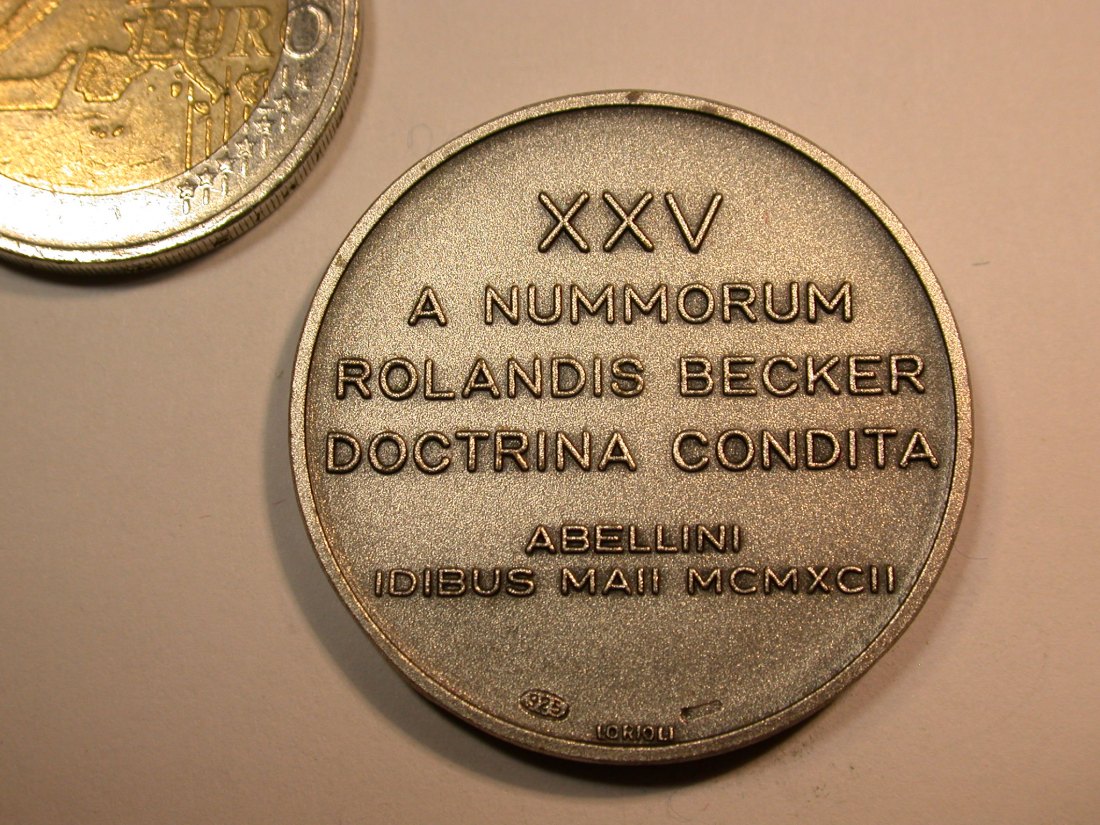 EURO
XXV
A NUMMORUM
ROLANDIS BECKER
DOCTRINA CONDITA
ABELLINI
IDIBUS MAII MCMXCII
925
LORIOLI